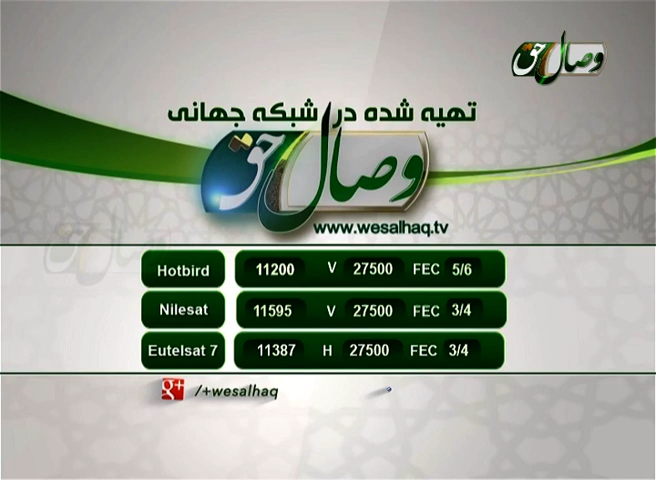 وصال حق
تهیه شده در شبکه جهانی
وصال حق
www.wesalhaq.tv
Hotbird 11200 V 27500 FEC 5/6
Nilesat 11595 V 27500 FEC 3/4
Eutelsat 7 11387 H 27500 FEC 3/4
g+ /+wesalhaq